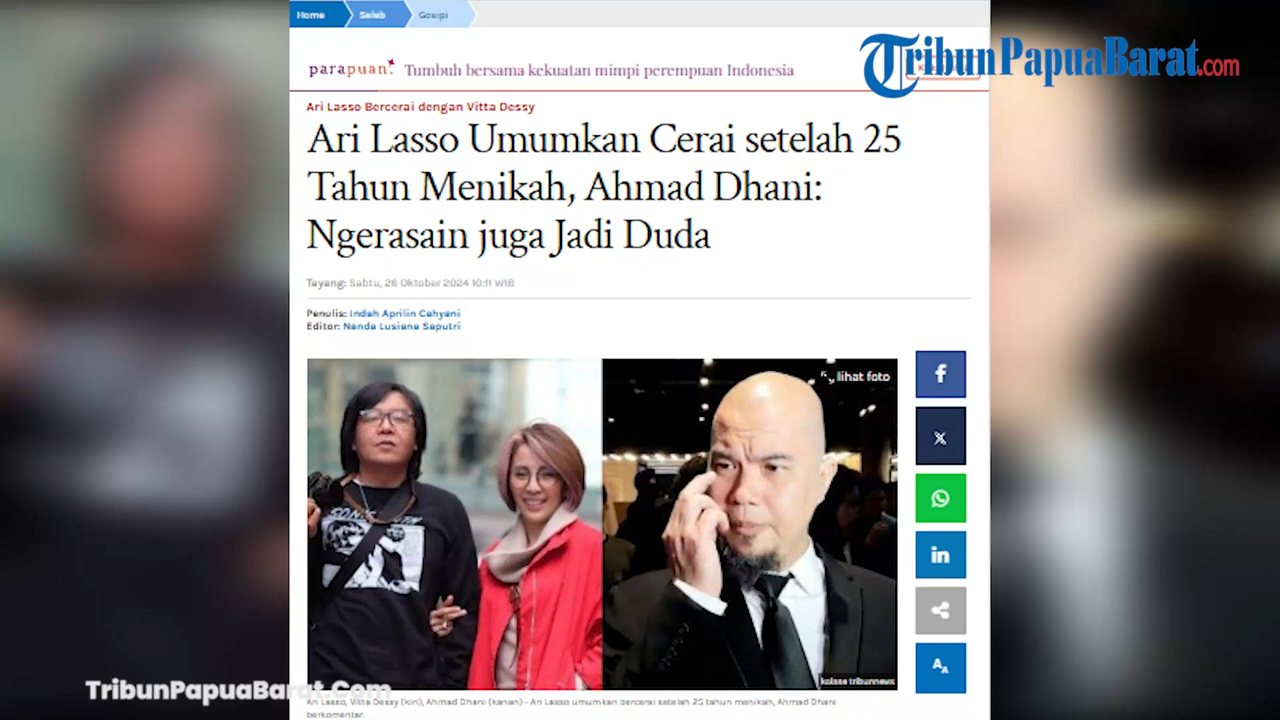 Home Seleb Gosipi
TribunPapuaBarat.com
parapuan. Tumbuh bersama kekuatan mimpi perempuan Indonesia
Ari Lasso Bercerai dengan Vitta Dessy
Ari Lasso Umumkan Cerai setelah 25
Tahun Menikah, Ahmad Dhani:
Ngerasain juga Jadi Duda
Tayang: Sabtu, 26 Oktober 2024 10:11 WIB
Penulis: Indah Aprilin Cahyani
Editor: Nanda Lusiana Saputri
lihat foto
kolase tribunnews
TribunPapuaBarat.Com
Ari Lasso, Vitta Dessy (kiri), Ahmad Dhani (kanan) - Ari Lasso umumkan bercerai setelah 25 tahun menikah, Ahmad Dhani
berkomentar.